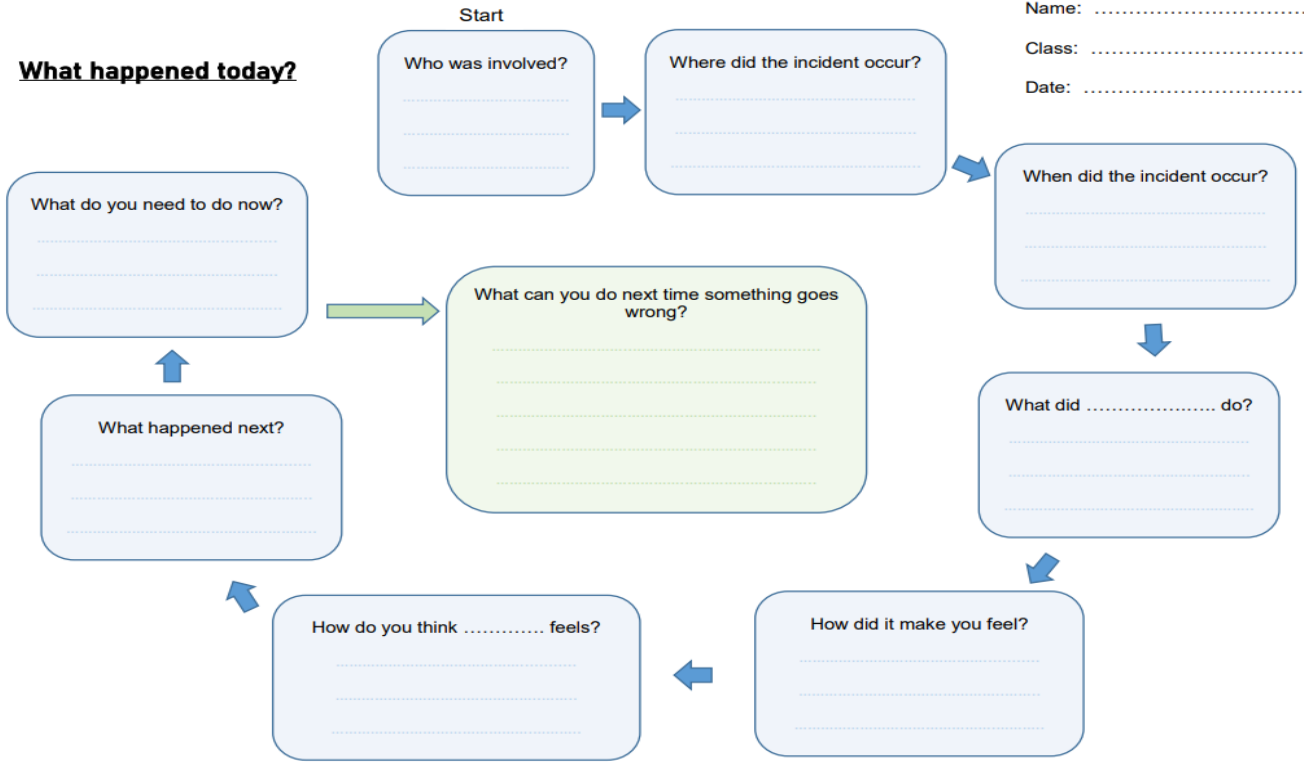 What happened today?
Name: ……………………………
Class: ……………………………
Date: ……………………………
Start
Who was involved?
Where did the incident occur?
When did the incident occur?
What did ………………….. do?
How did it make you feel?
How do you think …………. feels?
What happened next?
What do you need to do now?
What can you do next time something goes
wrong?